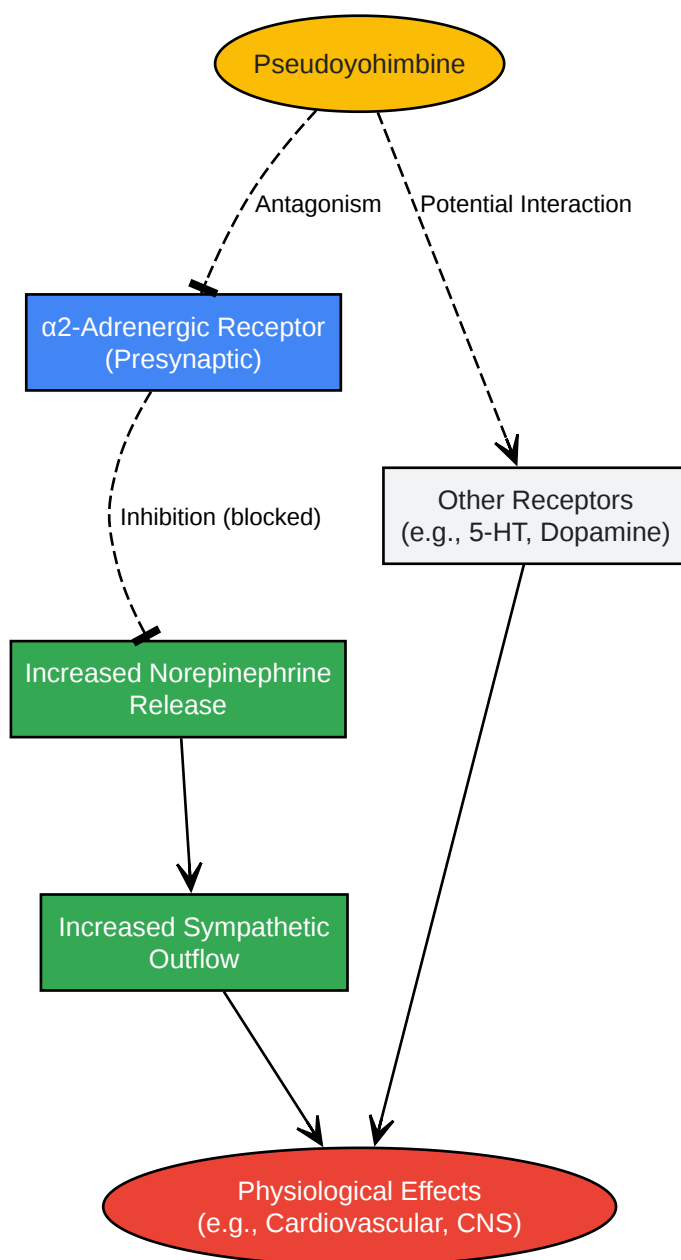 Pseudoyohimbine
Antagonism
Potential Interaction
α2-Adrenergic Receptor
(Presynaptic)
Other Receptors
(e.g., 5-HT, Dopamine)
Inhibition (blocked)
Increased Norepinephrine
Release
Increased Sympathetic
Outflow
Physiological Effects
(e.g., Cardiovascular, CNS)